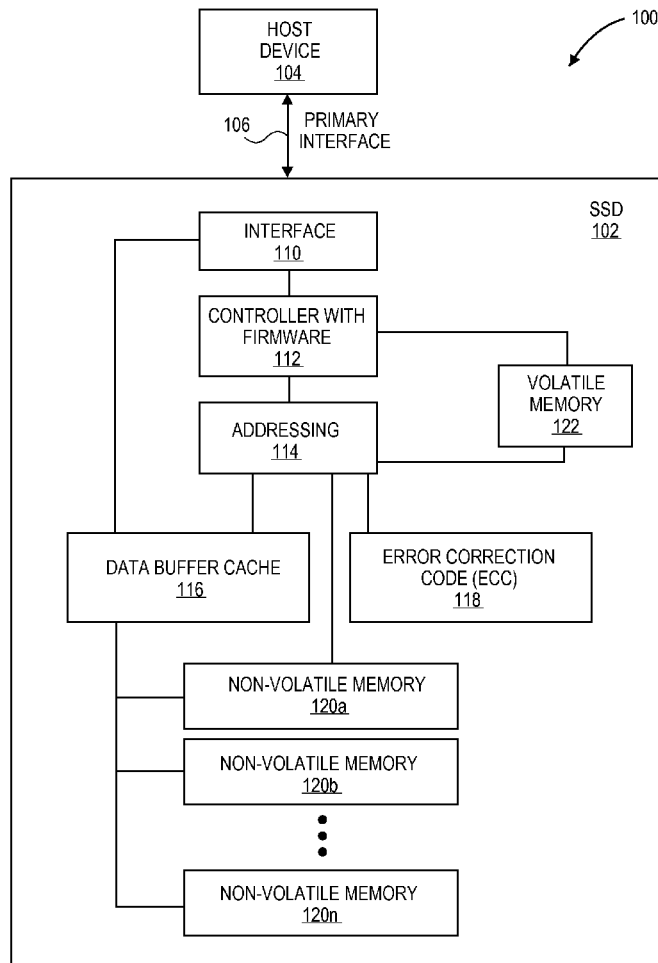 HOST
DEVICE
104
100
106
PRIMARY
INTERFACE
SSD
102
INTERFACE
110
CONTROLLER WITH
FIRMWARE
112
VOLATILE
MEMORY
122
ADDRESSING
114
DATA BUFFER CACHE
116
ERROR CORRECTION
CODE (ECC)
118
NON-VOLATILE MEMORY
120a
NON-VOLATILE MEMORY
120b
NON-VOLATILE MEMORY
120n